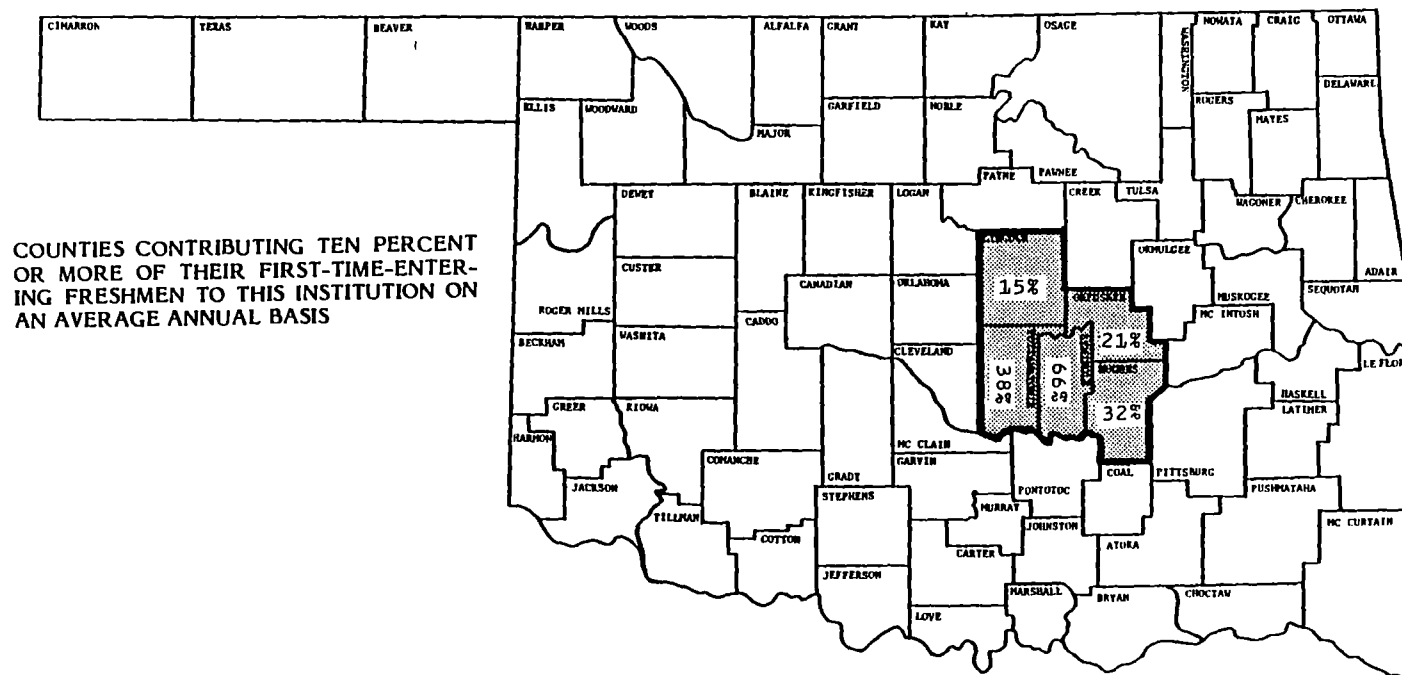 CIMARRON
TEXAS
BEAVER
HARPER
WOODS
ALFALFA
GRANT
KAY
OSAGE
WASHINGTON
NOWATA
CRAIG
OTTAWA
DELAWARE
ELLIS
WOODWARD
MAJOR
GARFIELD
NOBLE
ROGERS
MAYES
PAYNE
PAWNEE
CREEK
TULSA
WAGONER
CHEROKEE
DEWEY
BLAINE
KINGFISHER
LOGAN
COUNTIES CONTRIBUTING TEN PERCENT
OR MORE OF THEIR FIRST-TIME-ENTER-
ING FRESHMEN TO THIS INSTITUTION ON
AN AVERAGE ANNUAL BASIS
LINCOLN
15%
OKMULGEE
ADAIR
CUSTER
CANADIAN
OKLAHOMA
OKFUSKEE
21%
MUSKOGEE
SEQUOYAH
MC INTOSH
ROGER MILLS
CADDO
BECKHAM
WASHITA
CLEVELAND
38%
66%
HUGHES
32%
LE FLOR
HASKELL
LATIMER
GREER
KIOWA
HARMON
MC CLAIN
GARVIN
COMANCHE
GRADY
COAL
PITTSBURG
JACKSON
STEPHENS
PONTOTOC
PUSHMATAHA
TILLMAN
MURRAY
JOHNSTON
MC CURTAIN
COTTON
CARTER
ATOKA
JEFFERSON
MARSHALL
BRYAN
CHOCTAW
LOVE